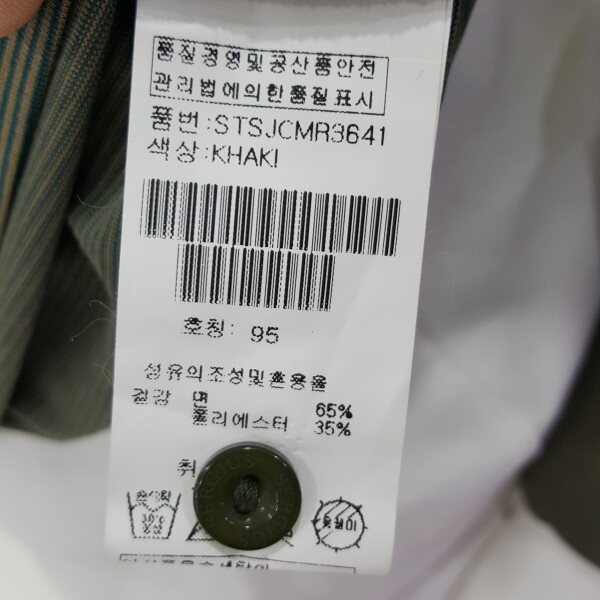 품질경영및공산품안전
관리법에의한품질표시
품번:STSJCMR3641
색상:KHAKI
호칭: 95
섬유의조성및혼용율
겉감 면 65%
폴리에스터 35%
취